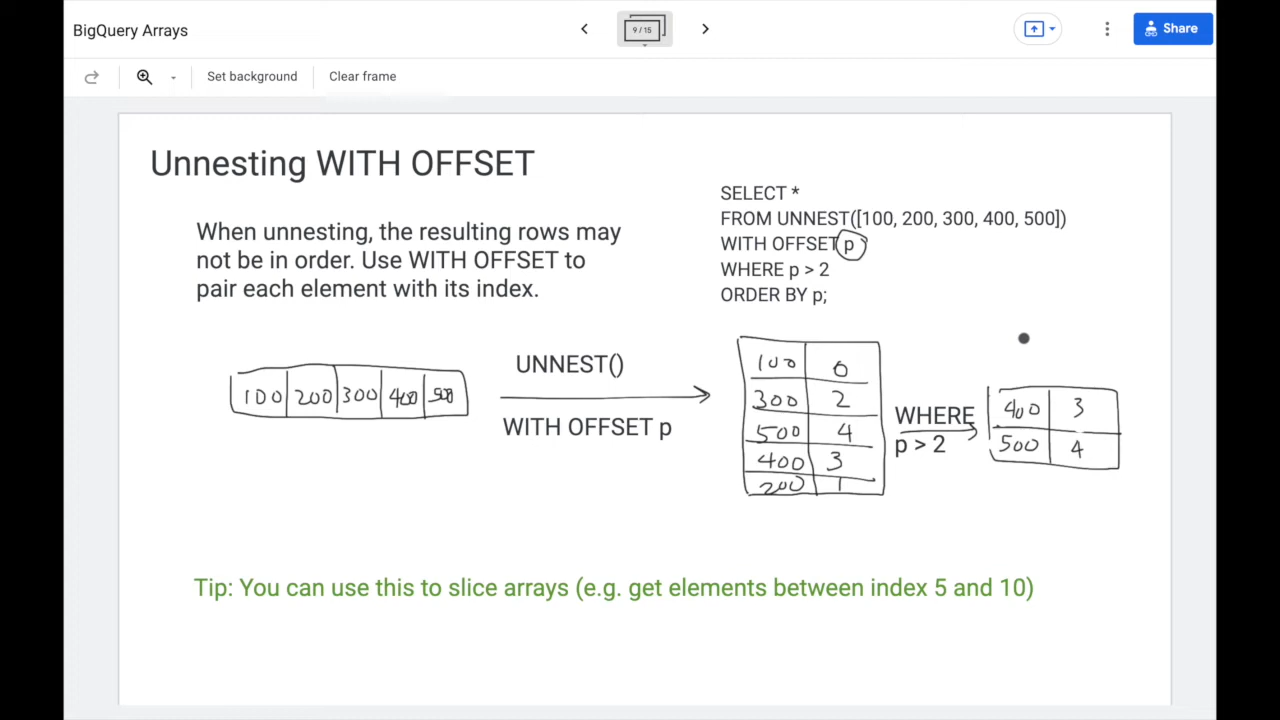 BigQuery Arrays
9 / 15
Share
Set background
Clear frame
Unnesting WITH OFFSET
When unnesting, the resulting rows may
not be in order. Use WITH OFFSET to
pair each element with its index.
SELECT *
FROM UNNEST([100, 200, 300, 400, 500])
WITH OFFSET p
WHERE p > 2
ORDER BY p;
100 200 300 400 500
UNNEST()
WITH OFFSET p
100 0
300 2
500 4
400 3
200 1
WHERE
p > 2
400 3
500 4
Tip: You can use this to slice arrays (e.g. get elements between index 5 and 10)